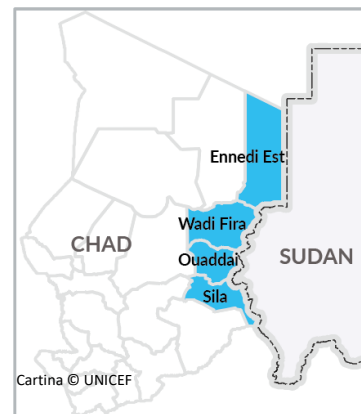 Ennedi Est
Wadi Fira
CHAD
Ouaddai
SUDAN
Sila
Cartina © UNICEF